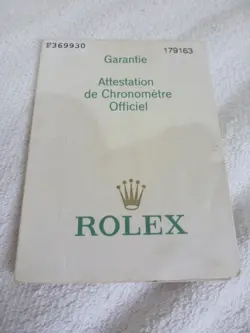 F369930 179163
Garantie
Attestation
de Chronomètre
Officiel
ROLEX